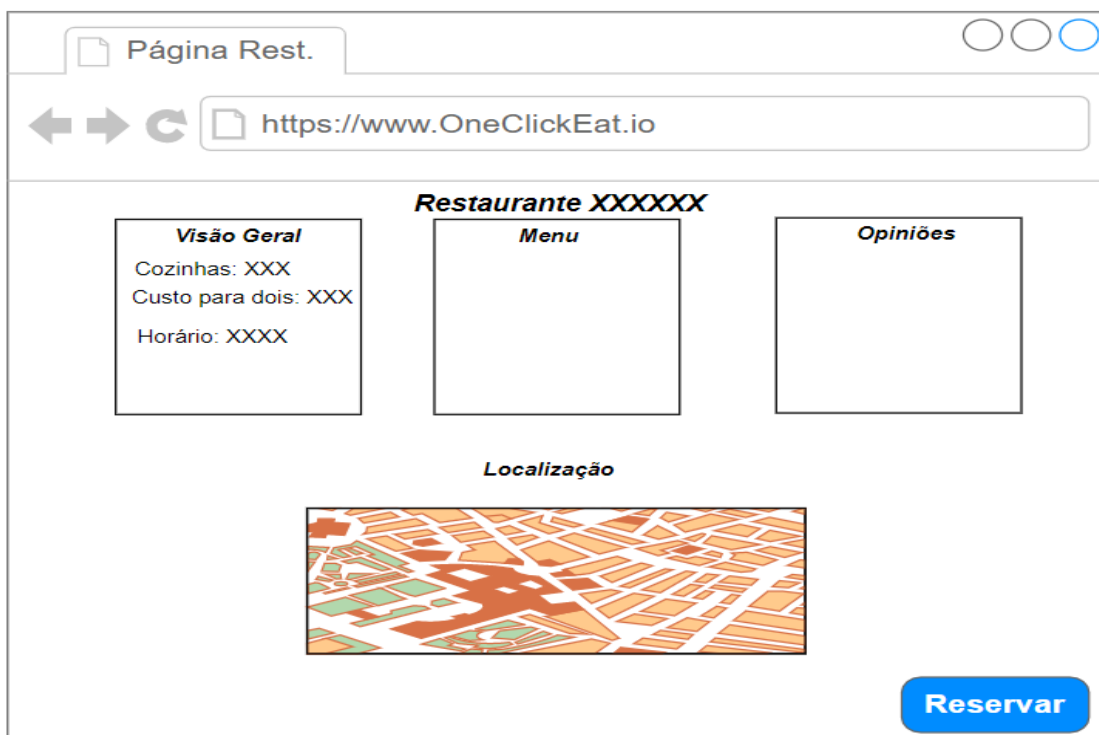 Página Rest.
https://www.OneClickEat.io
Restaurante XXXXXX
Visão Geral
Cozinhas: XXX
Custo para dois: XXX
Horário: XXXX
Menu
Opiniões
Localização
Reservar